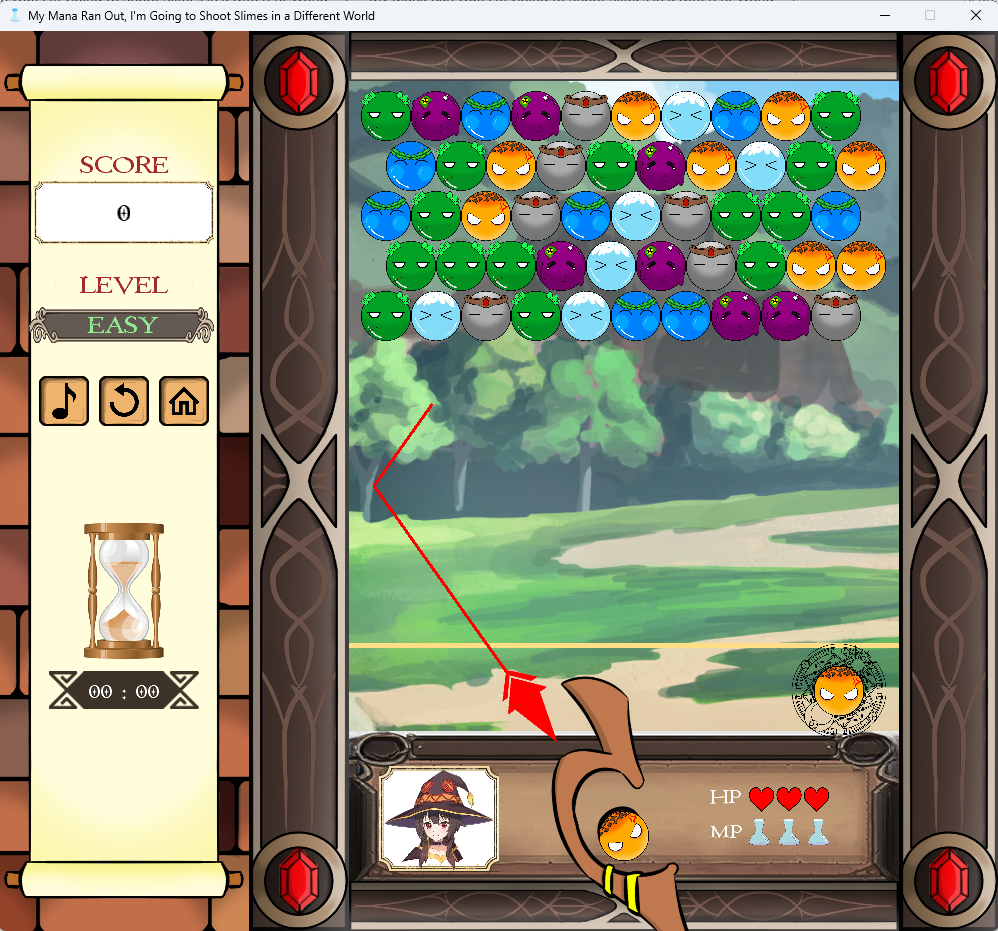 My Mana Ran Out, I'm Going to Shoot Slimes in a Different World
SCORE
0
LEVEL
EASY
00 : 00
HP
MP